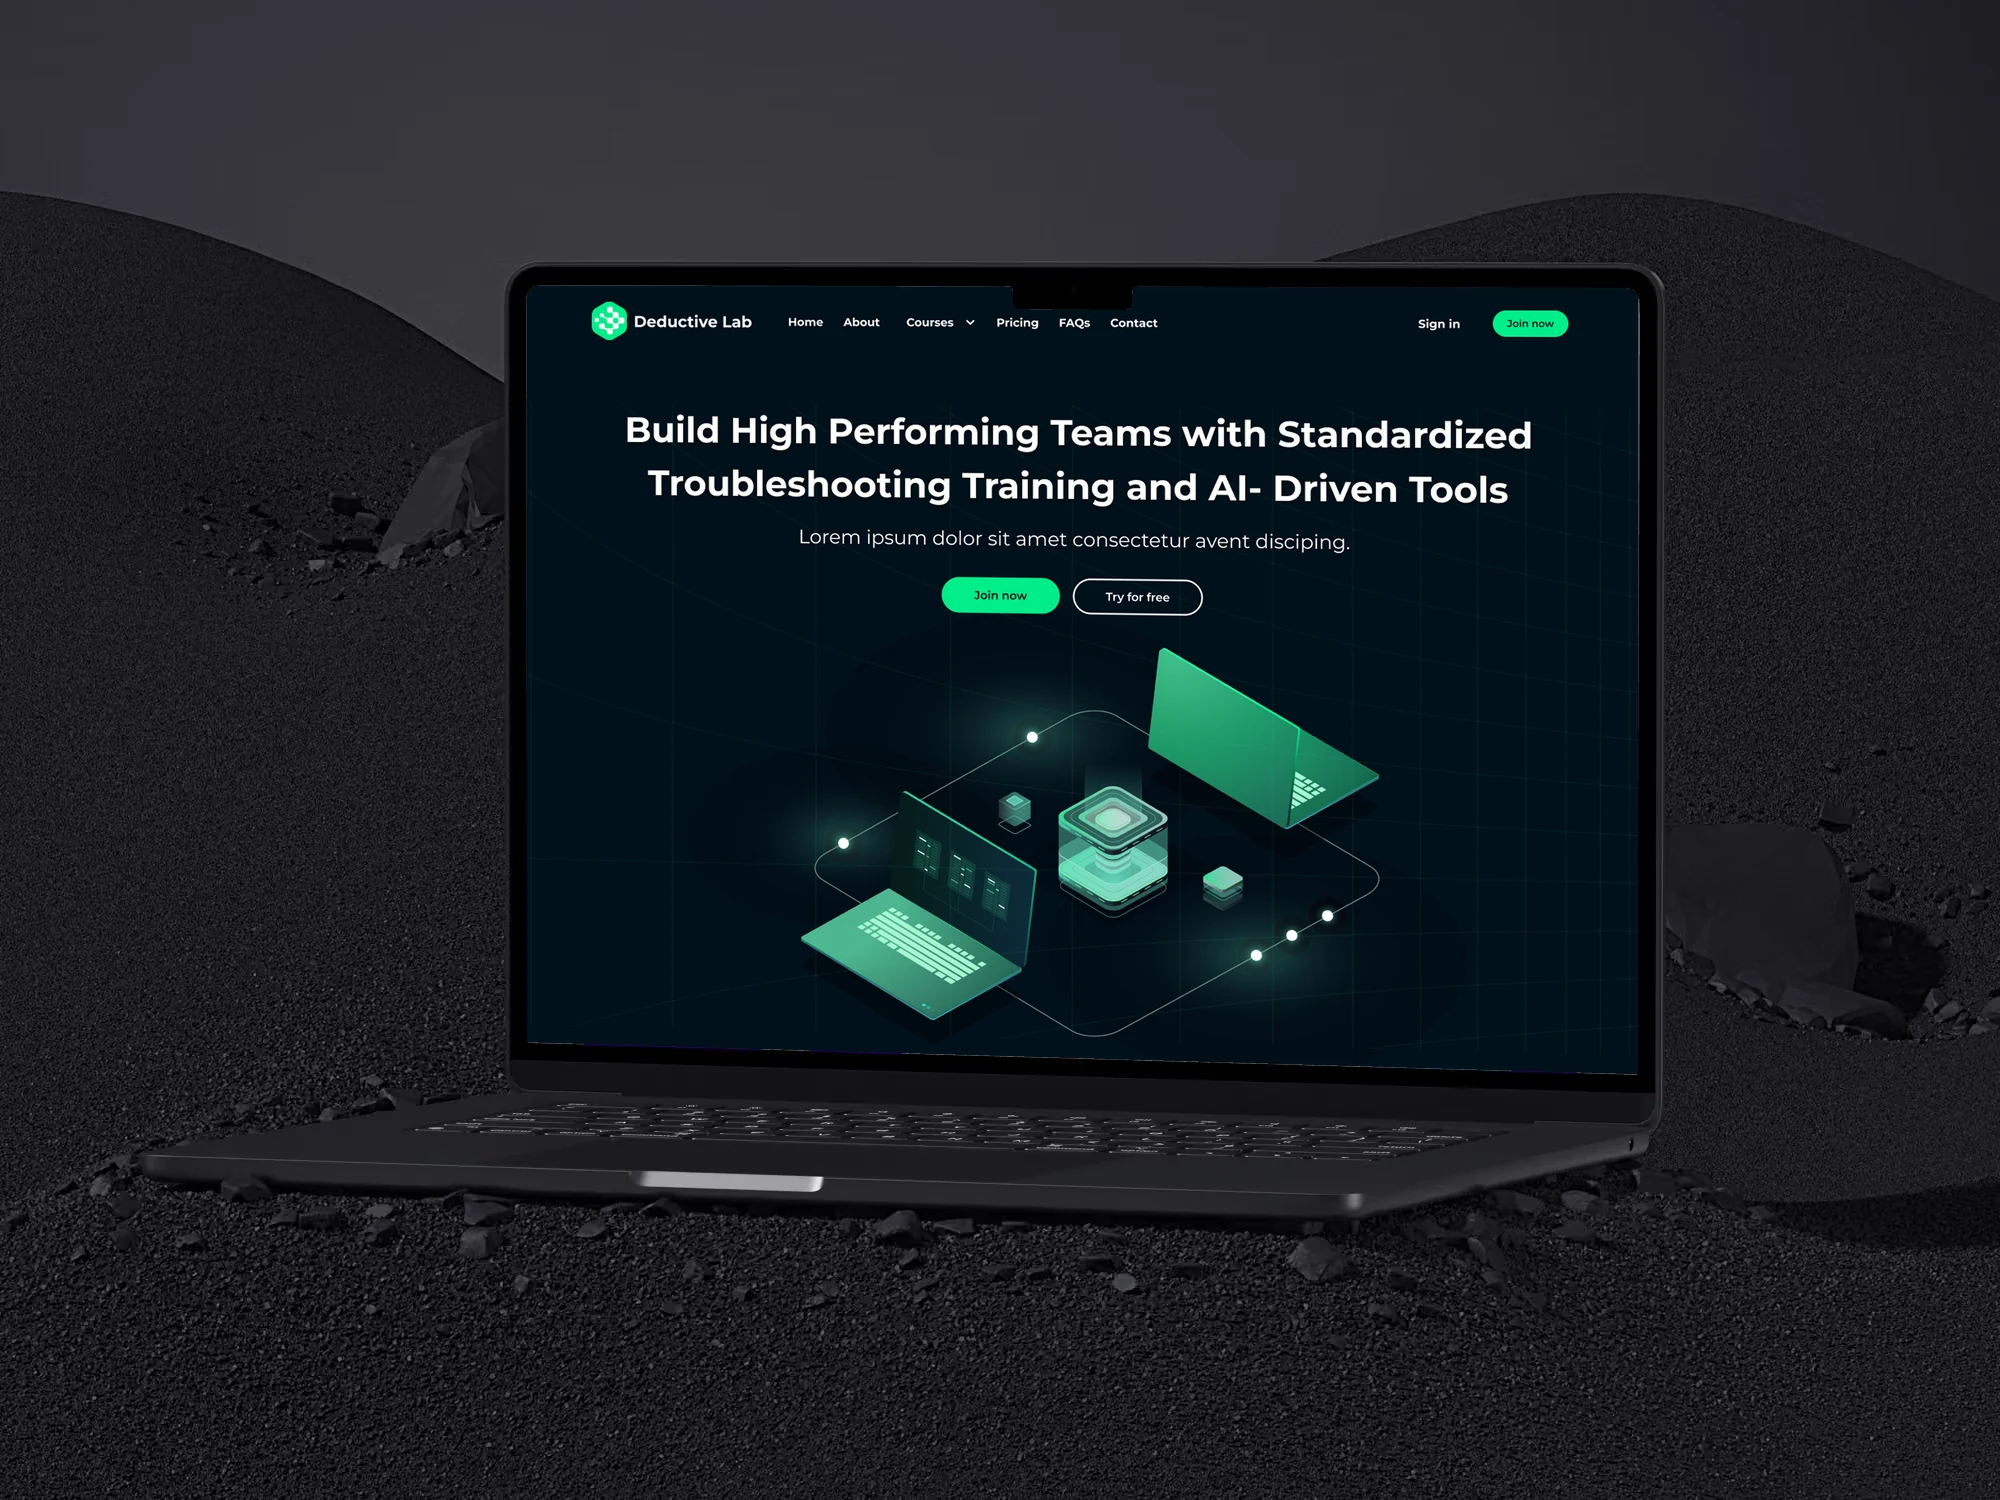 Deductive Lab
Home
About
Courses
Pricing
FAQs
Contact
Sign in
Join now
Build High Performing Teams with Standardized
Troubleshooting Training and AI- Driven Tools
Lorem ipsum dolor sit amet consectetur avent disciping.
Join now
Try for free